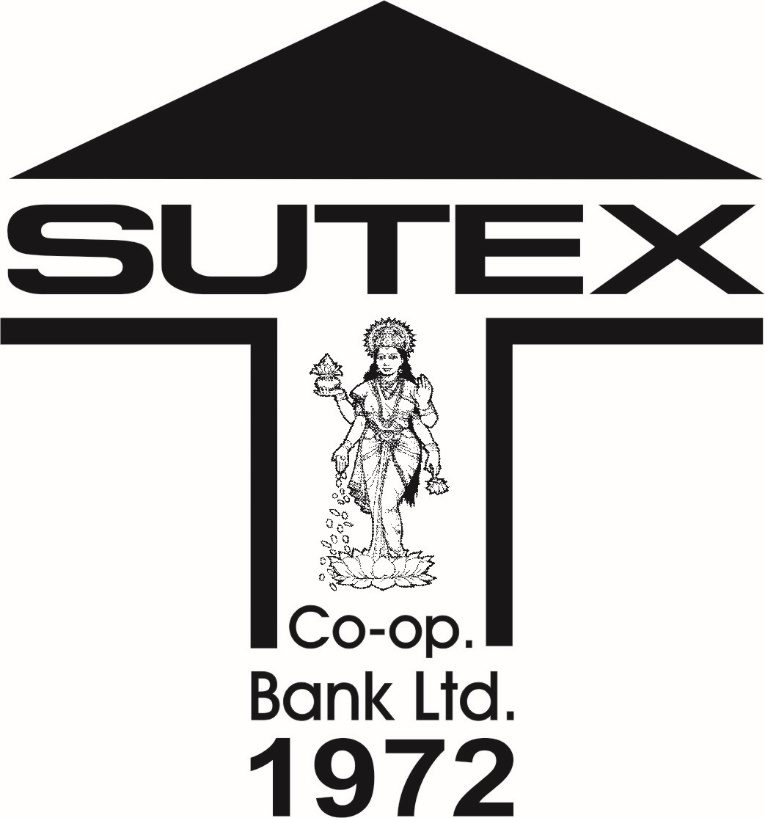 SUTEX
Co-op.
Bank Ltd.
1972